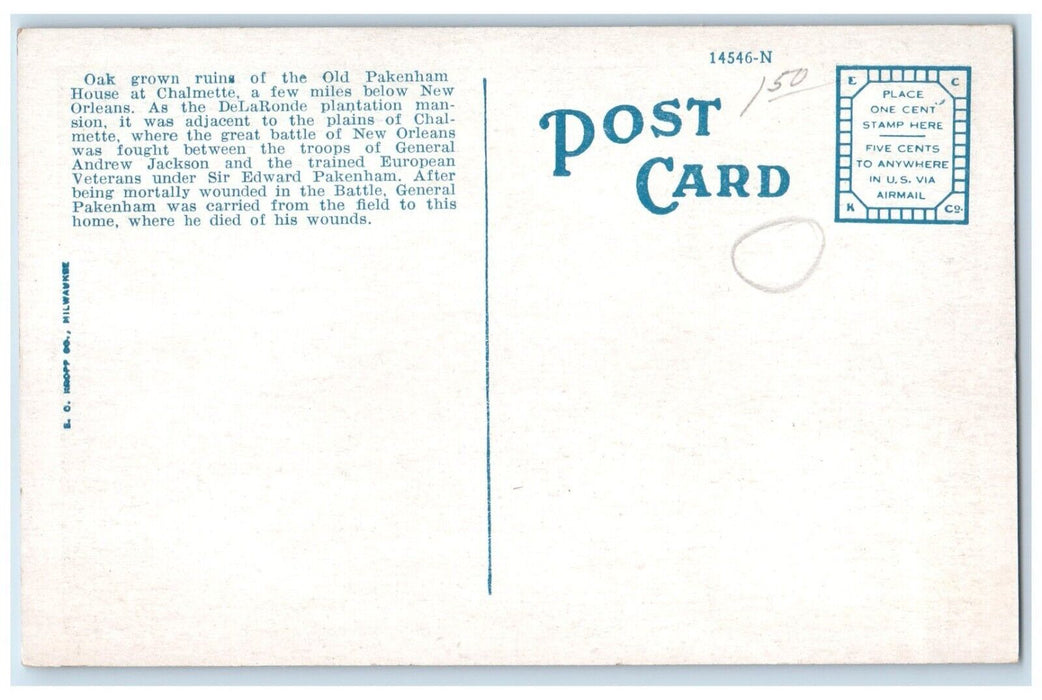 14546-N
150
Oak grown ruins of the Old Pakenham
House at Chalmette, a few miles below New
Orleans. As the DeLaRonde plantation man-
sion, it was adjacent to the plains of Chal-
mette, where the great battle of New Orleans
was fought between the troops of General
Andrew Jackson and the trained European
Veterans under Sir Edward Pakenham. After
being mortally wounded in the Battle, General
Pakenham was carried from the field to this
home, where he died of his wounds.
E. C. KROPP CO., MILWAUKEE
POST
CARD
E C
PLACE
ONE CENT
STAMP HERE
FIVE CENTS
TO ANYWHERE
IN U.S. VIA
AIRMAIL
K Co.